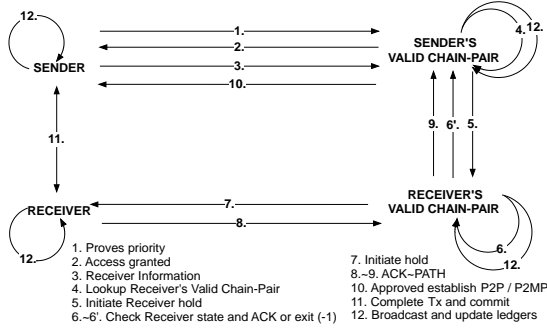 12.
1.
SENDER'S
4.
12.
2.
VALID CHAIN-PAIR
SENDER
3.
10.
11.
9.
6'.
5.
7.
RECEIVER'S
RECEIVER
VALID CHAIN-PAIR
8.
12.
6.
12.
1. Proves priority
2. Access granted
3. Receiver Information
4. Lookup Receiver's Valid Chain-Pair
5. Initiate Receiver hold
6.~6'. Check Receiver state and ACK or exit (-1)
7. Initiate hold
8.~9. ACK~PATH
10. Approved establish P2P / P2MP
11. Complete Tx and commit
12. Broadcast and update ledgers